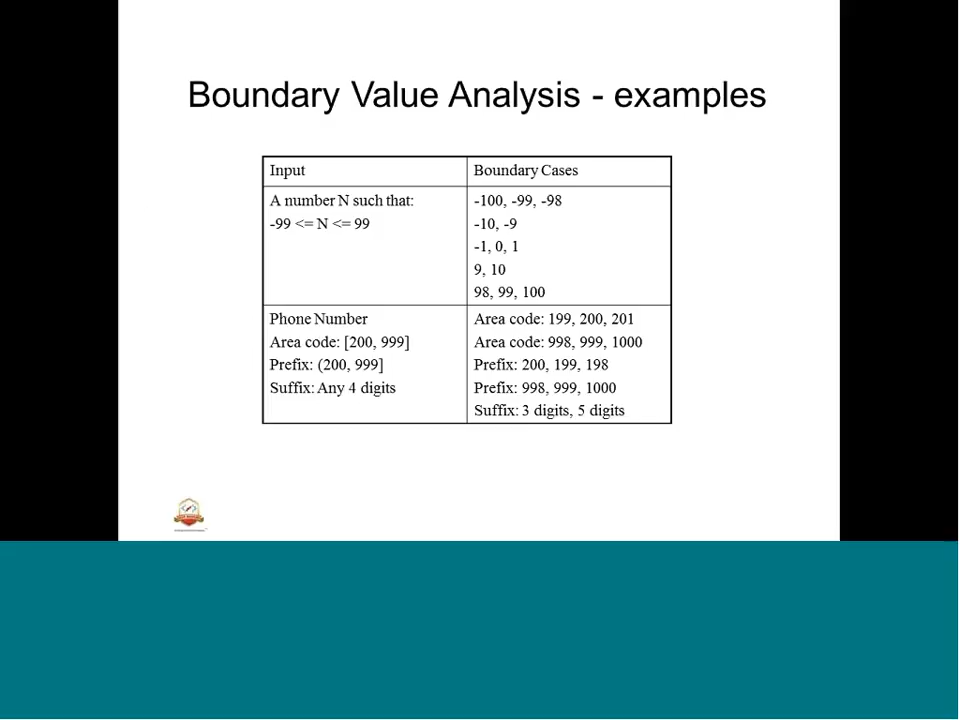 Boundary Value Analysis - examples
Input
Boundary Cases
A number N such that:
-99 <= N <= 99
-100, -99, -98
-10, -9
-1, 0, 1
9, 10
98, 99, 100
Phone Number
Area code: [200, 999]
Prefix: (200, 999]
Suffix: Any 4 digits
Area code: 199, 200, 201
Area code: 998, 999, 1000
Prefix: 200, 199, 198
Prefix: 998, 999, 1000
Suffix: 3 digits, 5 digits